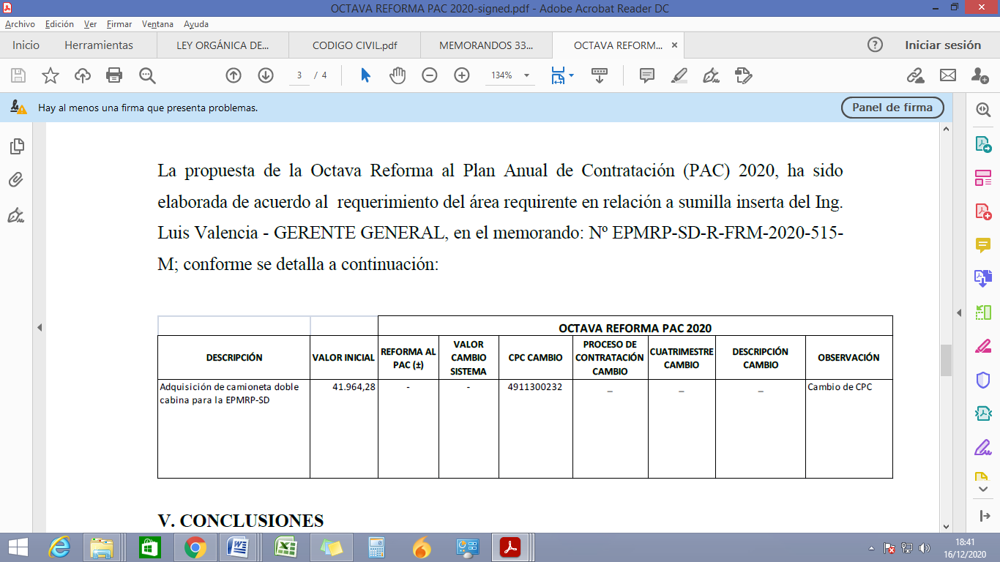 OCTAVA REFORMA PAC 2020-signed.pdf - Adobe Acrobat Reader DC
Archivo Edición Ver Firmar Ventana Ayuda
Inicio Herramientas LEY ORGÁNICA DE... CODIGO CIVIL.pdf MEMORANDOS 33... OCTAVA REFORM... × Iniciar sesión
3 / 4 134%
Hay al menos una firma que presenta problemas. Panel de firma
La propuesta de la Octava Reforma al Plan Anual de Contratación (PAC) 2020, ha sido
elaborada de acuerdo al requerimiento del área requirente en relación a sumilla inserta del Ing.
Luis Valencia - GERENTE GENERAL, en el memorando: Nº EPMRP-SD-R-FRM-2020-515-
M; conforme se detalla a continuación:
OCTAVA REFORMA PAC 2020
DESCRIPCIÓN
VALOR INICIAL
REFORMA AL
PAC (±)
VALOR
CAMBIO
SISTEMA
CPC CAMBIO
PROCESO DE
CONTRATACIÓN
CAMBIO
CUATRIMESTRE
CAMBIO
DESCRIPCIÓN
CAMBIO
OBSERVACIÓN
Adquisición de camioneta doble
cabina para la EPMRP-SD
41.964,28
-
-
4911300232
_
_
_
Cambio de CPC
V. CONCLUSIONES
18:41
16/12/2020